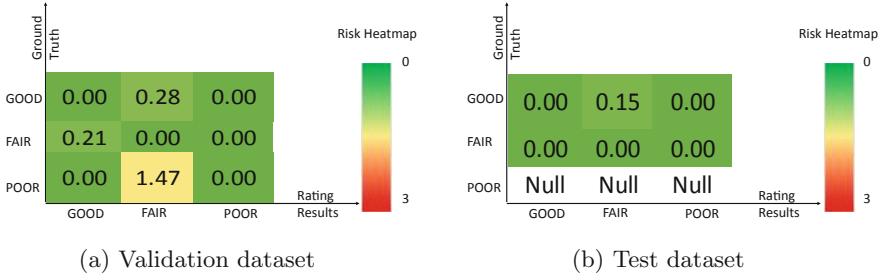 Ground
Truth
Risk Heatmap
0
3
GOOD 0.00 0.28 0.00
FAIR 0.21 0.00 0.00
POOR 0.00 1.47 0.00
GOOD FAIR POOR
Rating
Results
(a) Validation dataset
Ground
Truth
Risk Heatmap
0
3
GOOD 0.00 0.15 0.00
FAIR 0.00 0.00 0.00
POOR Null Null Null
GOOD FAIR POOR
Rating
Results
(b) Test dataset